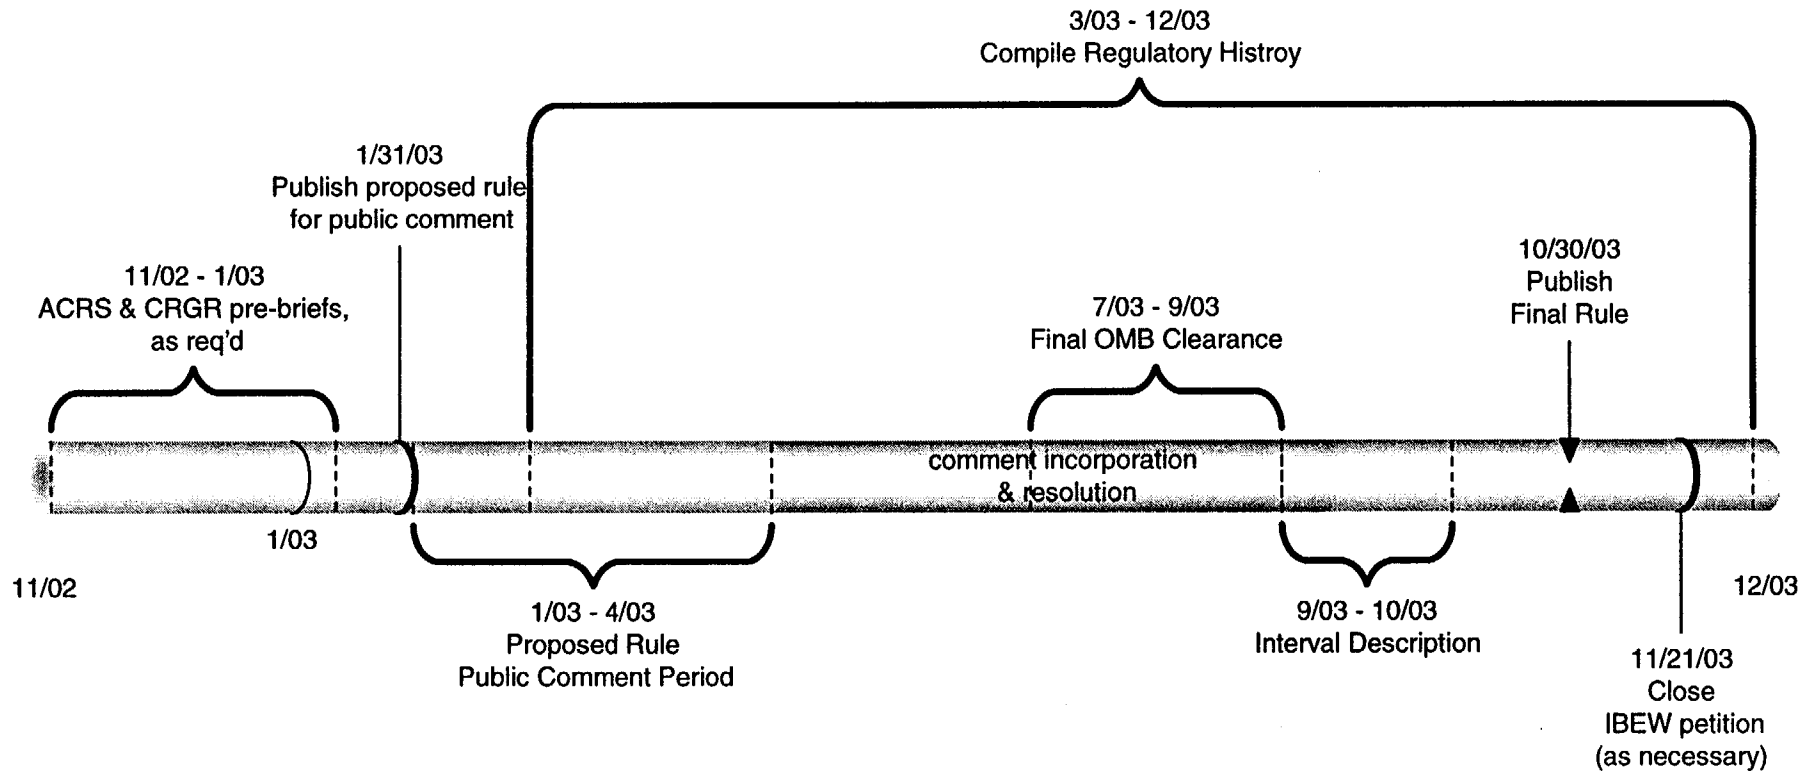 3/03 - 12/03
Compile Regulatory Histroy
1/31/03
Publish proposed rule
for public comment
11/02 - 1/03
ACRS & CRGR pre-briefs,
as req'd
7/03 - 9/03
Final OMB Clearance
10/30/03
Publish
Final Rule
comment incorporation
& resolution
1/03
11/02
12/03
1/03 - 4/03
Proposed Rule
Public Comment Period
9/03 - 10/03
Interval Description
11/21/03
Close
IBEW petition
(as necessary)